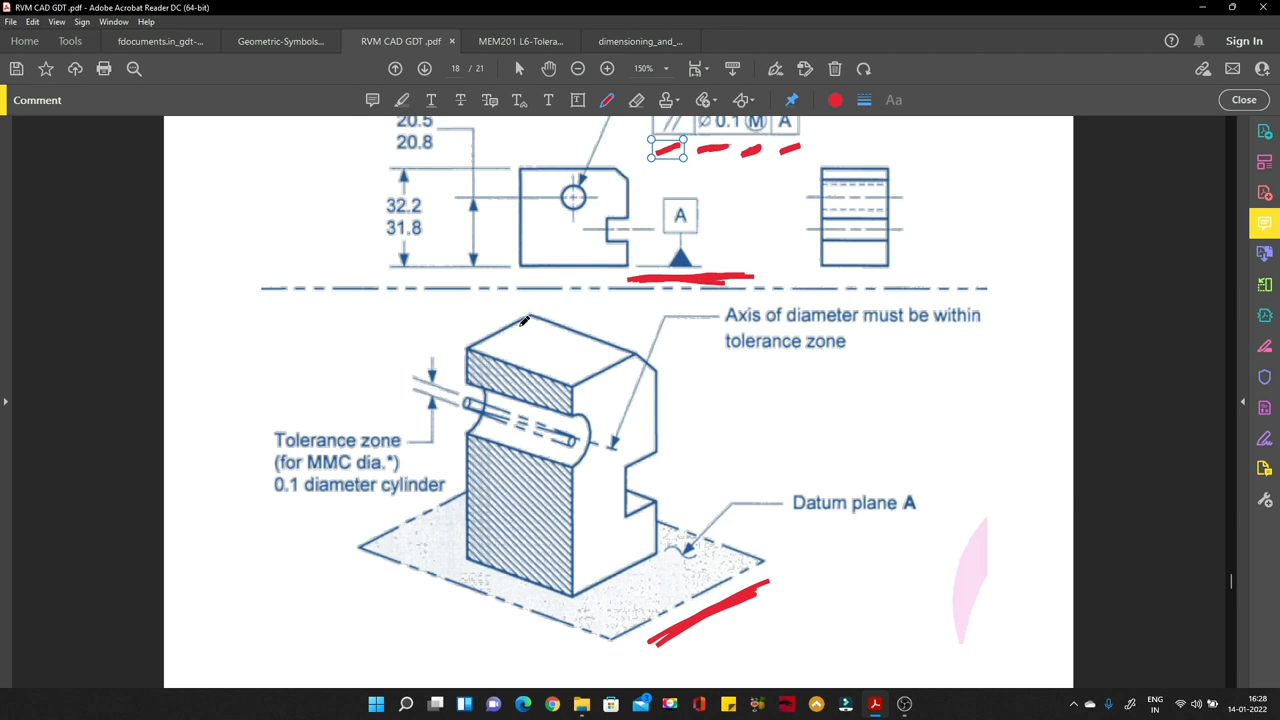 RVM CAD GDT .pdf - Adobe Acrobat Reader DC (64-bit)
File Edit View Sign Window Help
Home Tools fdocuments.in_gdt-... Geometric-Symbols... RVM CAD GDT .pdf MEM201 L6-Tolera... dimensioning_and_... Sign In
18 / 21 150%
Comment Aa Close
20.5
20.8
// Ø 0.1 Ⓜ A
32.2
31.8
A
Axis of diameter must be within
tolerance zone
Tolerance zone
(for MMC dia.*)
0.1 diameter cylinder
Datum plane A
ENG
IN
16:28
14-01-2022